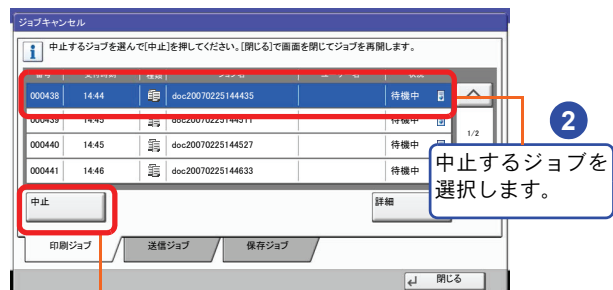 ジョブキャンセル
中止するジョブを選んで[中止]を押してください。[閉じる]で画面を閉じてジョブを再開します。
000438 14:44 doc20070225144435 待機中
000439 14:45 doc20070225144511 待機中
1/2
000440 14:45 doc20070225144527 待機中
000441 14:46 doc20070225144633 待機中
2
中止するジョブを
選択します。
中止 詳細
印刷ジョブ 送信ジョブ 保存ジョブ
閉じる